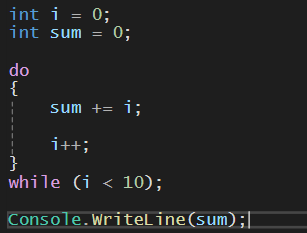 int i = 0;
int sum = 0;
do
{
sum += i;
i++;
}
while (i < 10);
Console.WriteLine(sum);